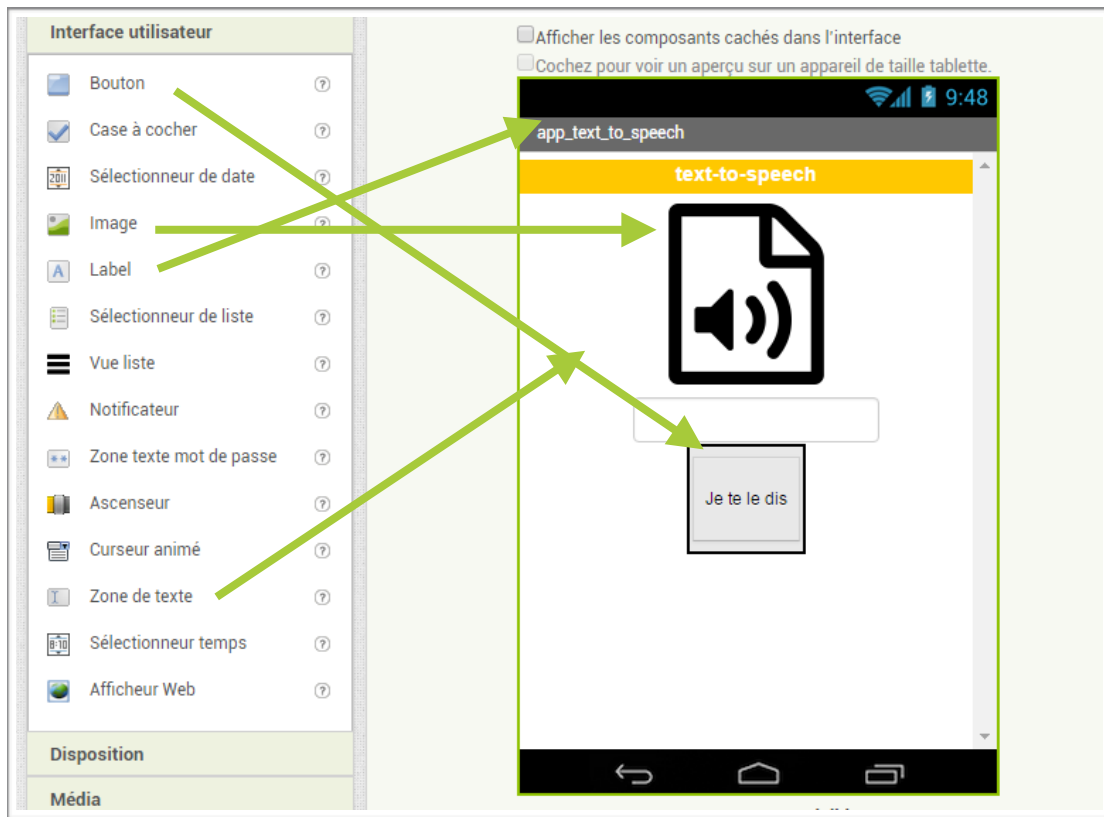 Interface utilisateur
Bouton
Case à cocher
Sélectionneur de date
Image
Label
Sélectionneur de liste
Vue liste
Notificateur
Zone texte mot de passe
Ascenseur
Curseur animé
Zone de texte
Sélectionneur temps
Afficheur Web
Disposition
Média
Afficher les composants cachés dans l'interface
Cochez pour voir un aperçu sur un appareil de taille tablette.
9:48
app_text_to_speech
text-to-speech
Je te le dis